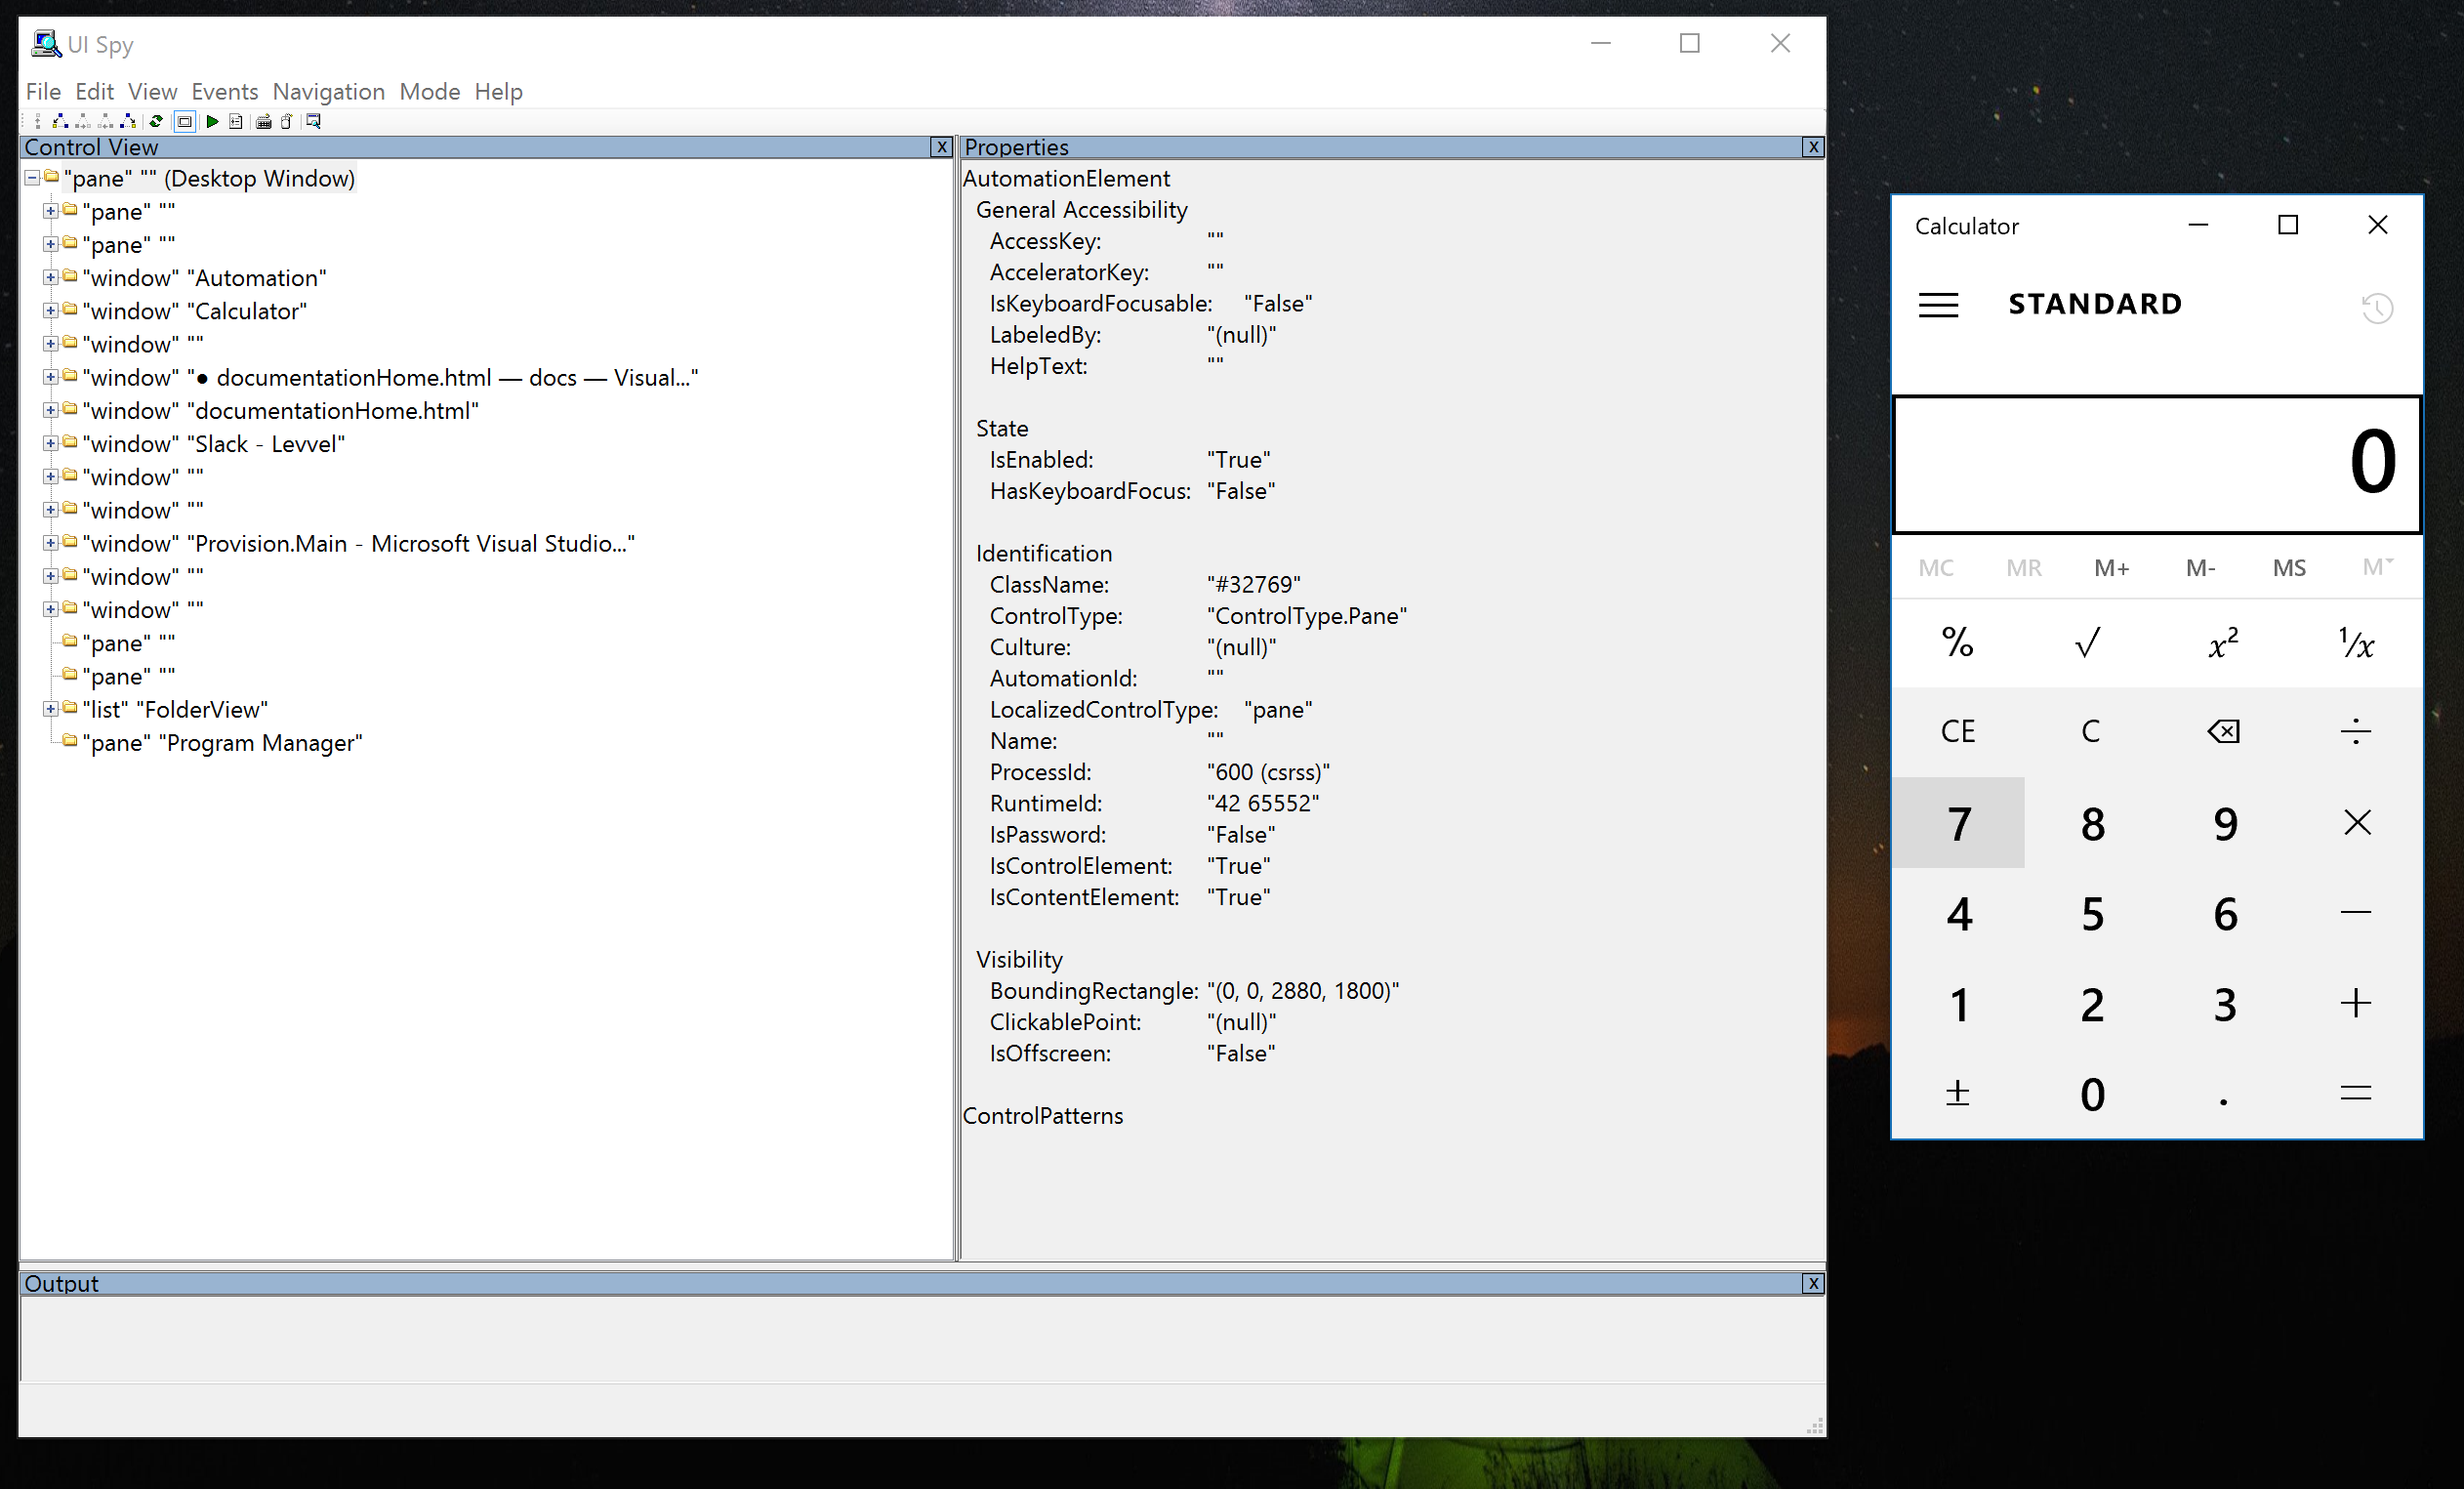 UI Spy
File Edit View Events Navigation Mode Help
Control View
"pane" "" (Desktop Window)
"pane" ""
"pane" ""
"window" "Automation"
"window" "Calculator"
"window" ""
"window" "● documentationHome.html — docs — Visual..."
"window" "documentationHome.html"
"window" "Slack - Levvel"
"window" ""
"window" ""
"window" "Provision.Main - Microsoft Visual Studio..."
"window" ""
"window" ""
"pane" ""
"pane" ""
"list" "FolderView"
"pane" "Program Manager"
Properties
AutomationElement
General Accessibility
AccessKey: ""
AcceleratorKey: ""
IsKeyboardFocusable: "False"
LabeledBy: "(null)"
HelpText: ""
State
IsEnabled: "True"
HasKeyboardFocus: "False"
Identification
ClassName: "#32769"
ControlType: "ControlType.Pane"
Culture: "(null)"
AutomationId: ""
LocalizedControlType: "pane"
Name: ""
ProcessId: "600 (csrss)"
RuntimeId: "42 65552"
IsPassword: "False"
IsControlElement: "True"
IsContentElement: "True"
Visibility
BoundingRectangle: "(0, 0, 2880, 1800)"
ClickablePoint: "(null)"
IsOffscreen: "False"
ControlPatterns
Output
Calculator
STANDARD
0
MC MR M+ M- MS M▾
% √ x² ¹/x
CE C ⌫ ÷
7 8 9 ×
4 5 6 −
1 2 3 +
± 0 . =